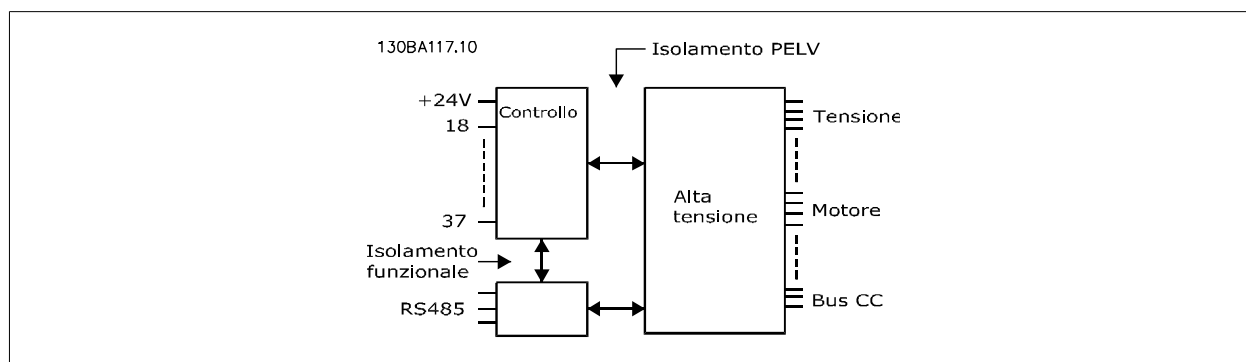 130BA117.10
Isolamento PELV
+24V
Controllo
18
37
Tensione
Alta
tensione
Motore
Isolamento
funzionale
RS485
Bus CC